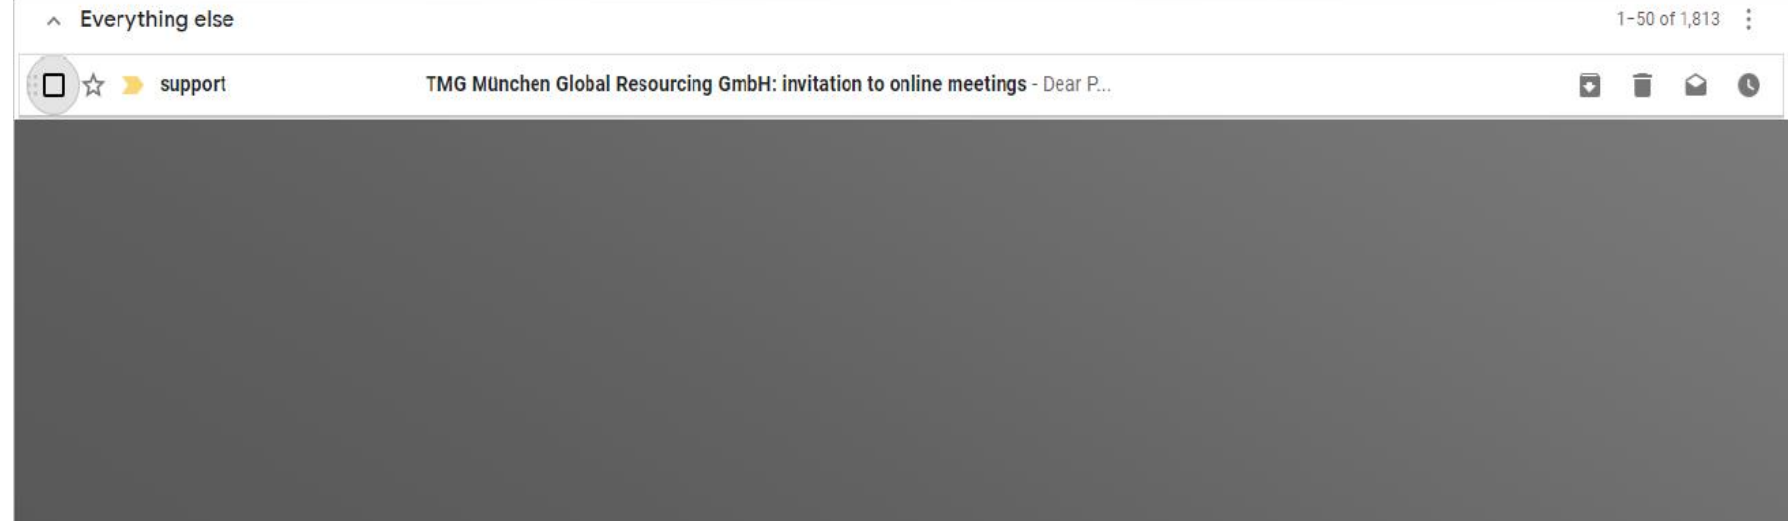 Everything else
1–50 of 1,813
support TMG München Global Resourcing GmbH: invitation to online meetings - Dear P...